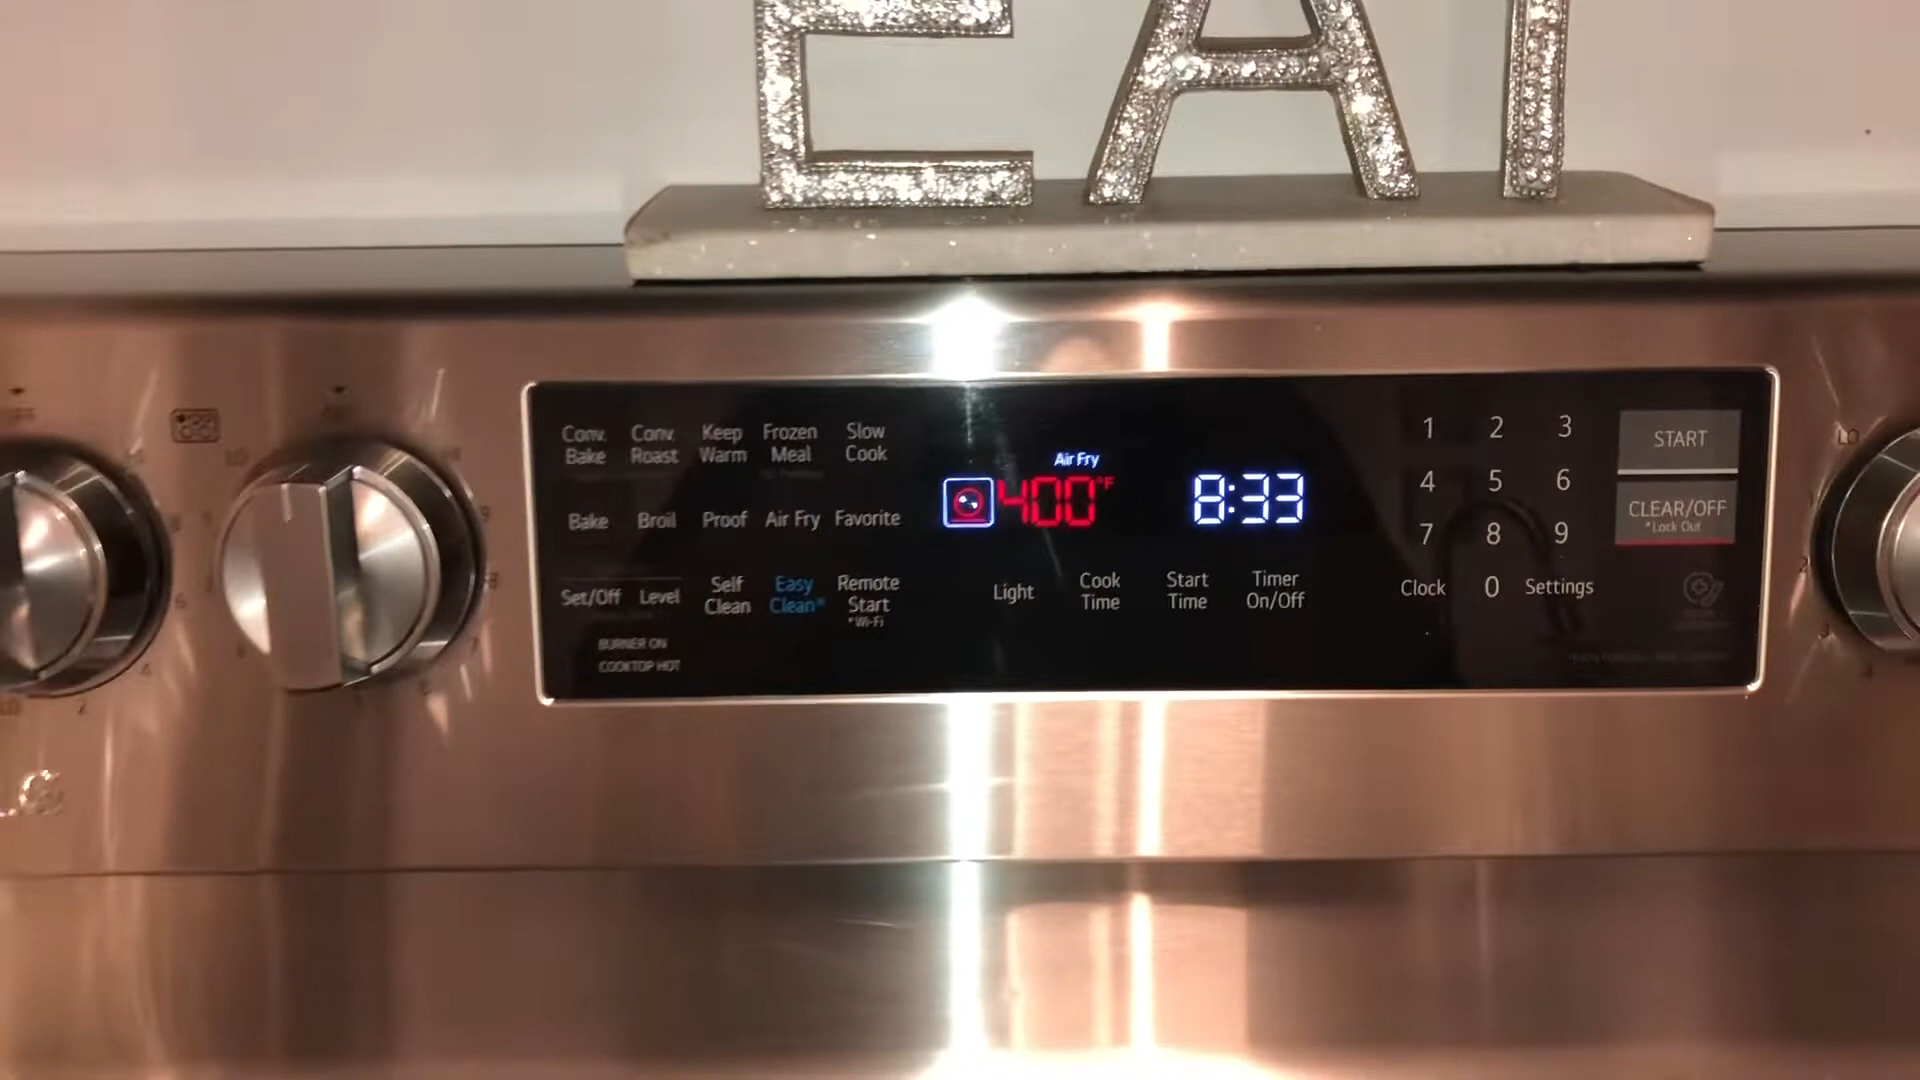 EAT
Conv. Bake
Conv. Roast
Keep Warm
Frozen Meal
Slow Cook
Bake
Broil
Proof
Air Fry
Favorite
Set/Off
Level
Self Clean
Easy Clean*
Remote Start
*Wi-Fi
BURNER ON
COOKTOP HOT
Air Fry
400°F
8:33
Light
Cook Time
Start Time
Timer On/Off
1 2 3
4 5 6
7 8 9
Clock 0 Settings
START
CLEAR/OFF
*Lock Out
LG
LO